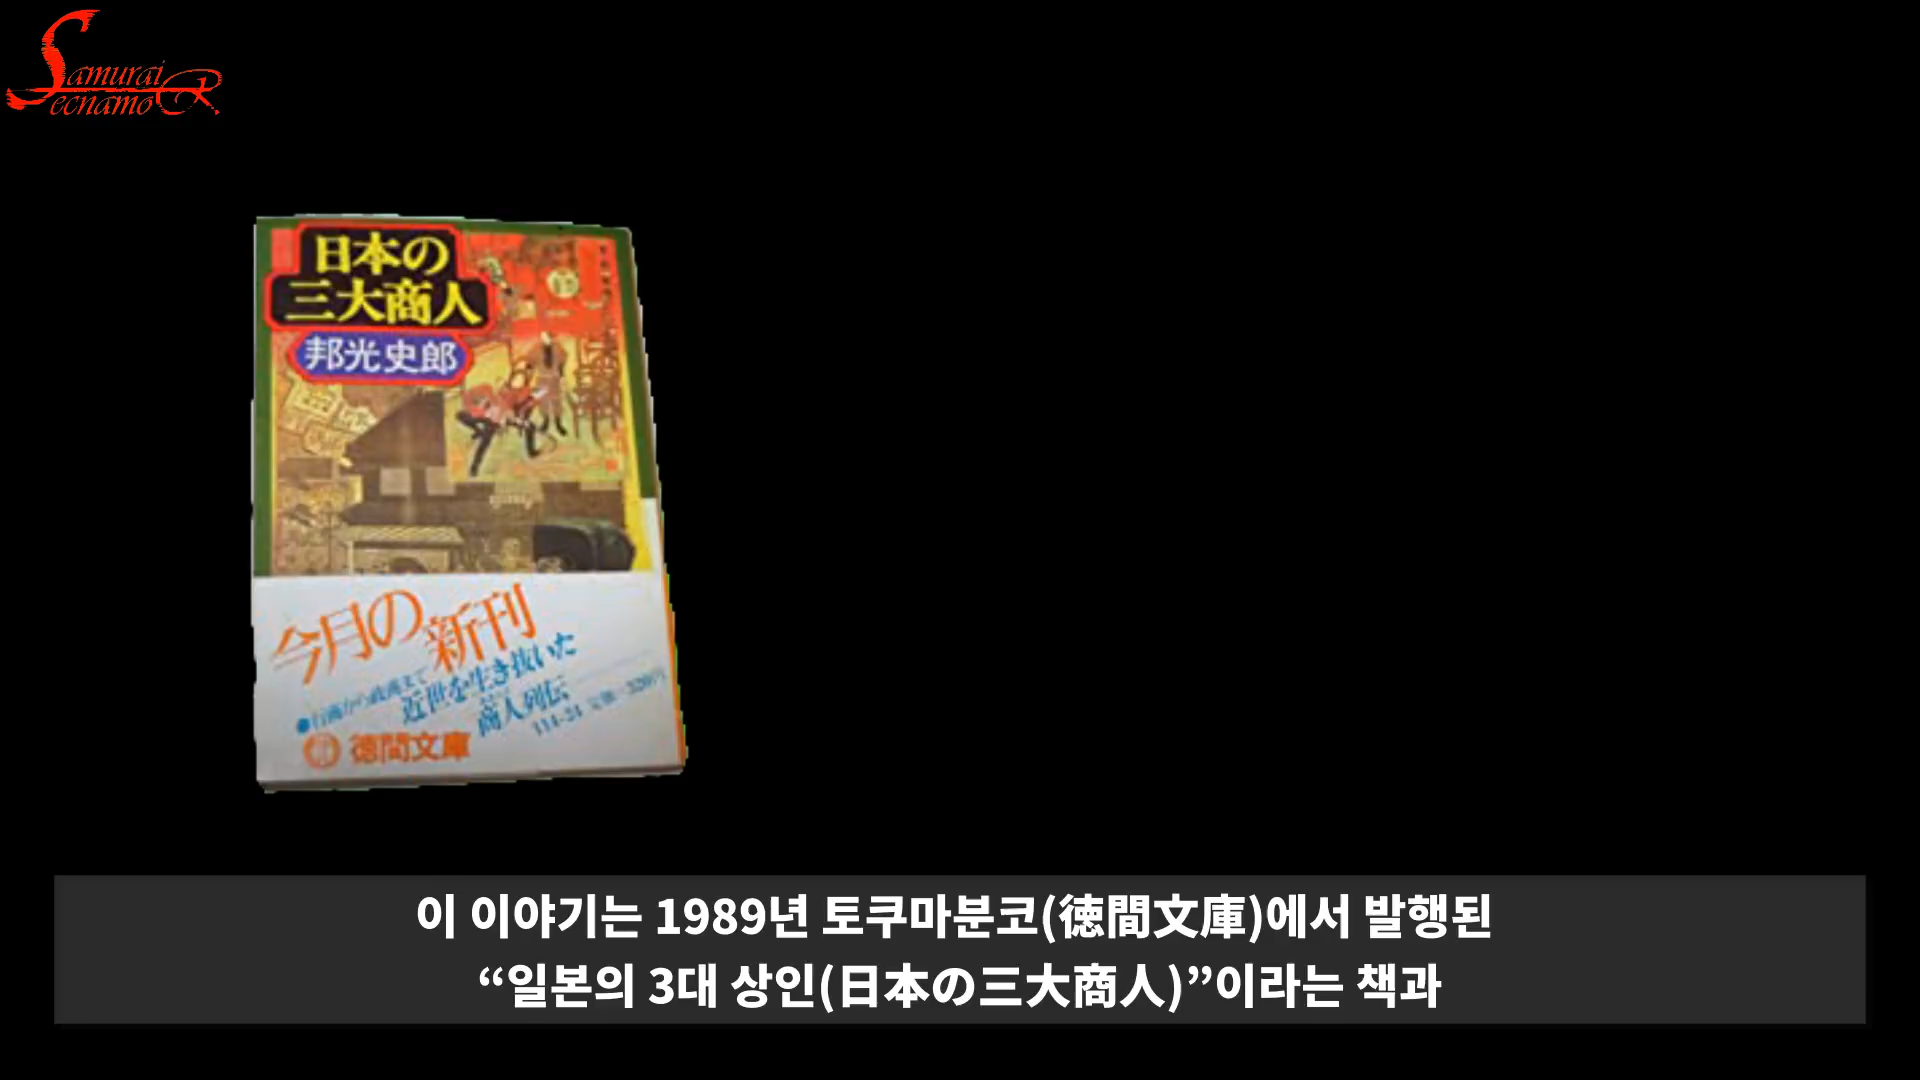 Samurai
ecnamoR
日本の
三大商人
邦光史郎
今月の新刊
近世を生き抜いた
商人列伝
114-24
徳間文庫
이 이야기는 1989년 토쿠마분코(徳間文庫)에서 발행된
“일본의 3대 상인(日本の三大商人)”이라는 책과